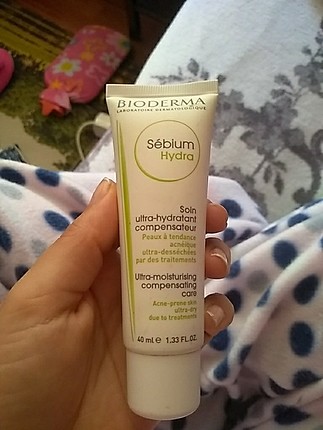 BIODERMA
LABORATOIRE DERMATOLOGIQUE
Sébium
Hydra
Soin
ultra-hydratant
compensateur
Peaux à tendance
acnéique
ultra-desséchées
par des traitements
Ultra-moisturising
compensating
care
Acne-prone skin
ultra-dry
due to treatments
40 ml e 1.33 FL.OZ.